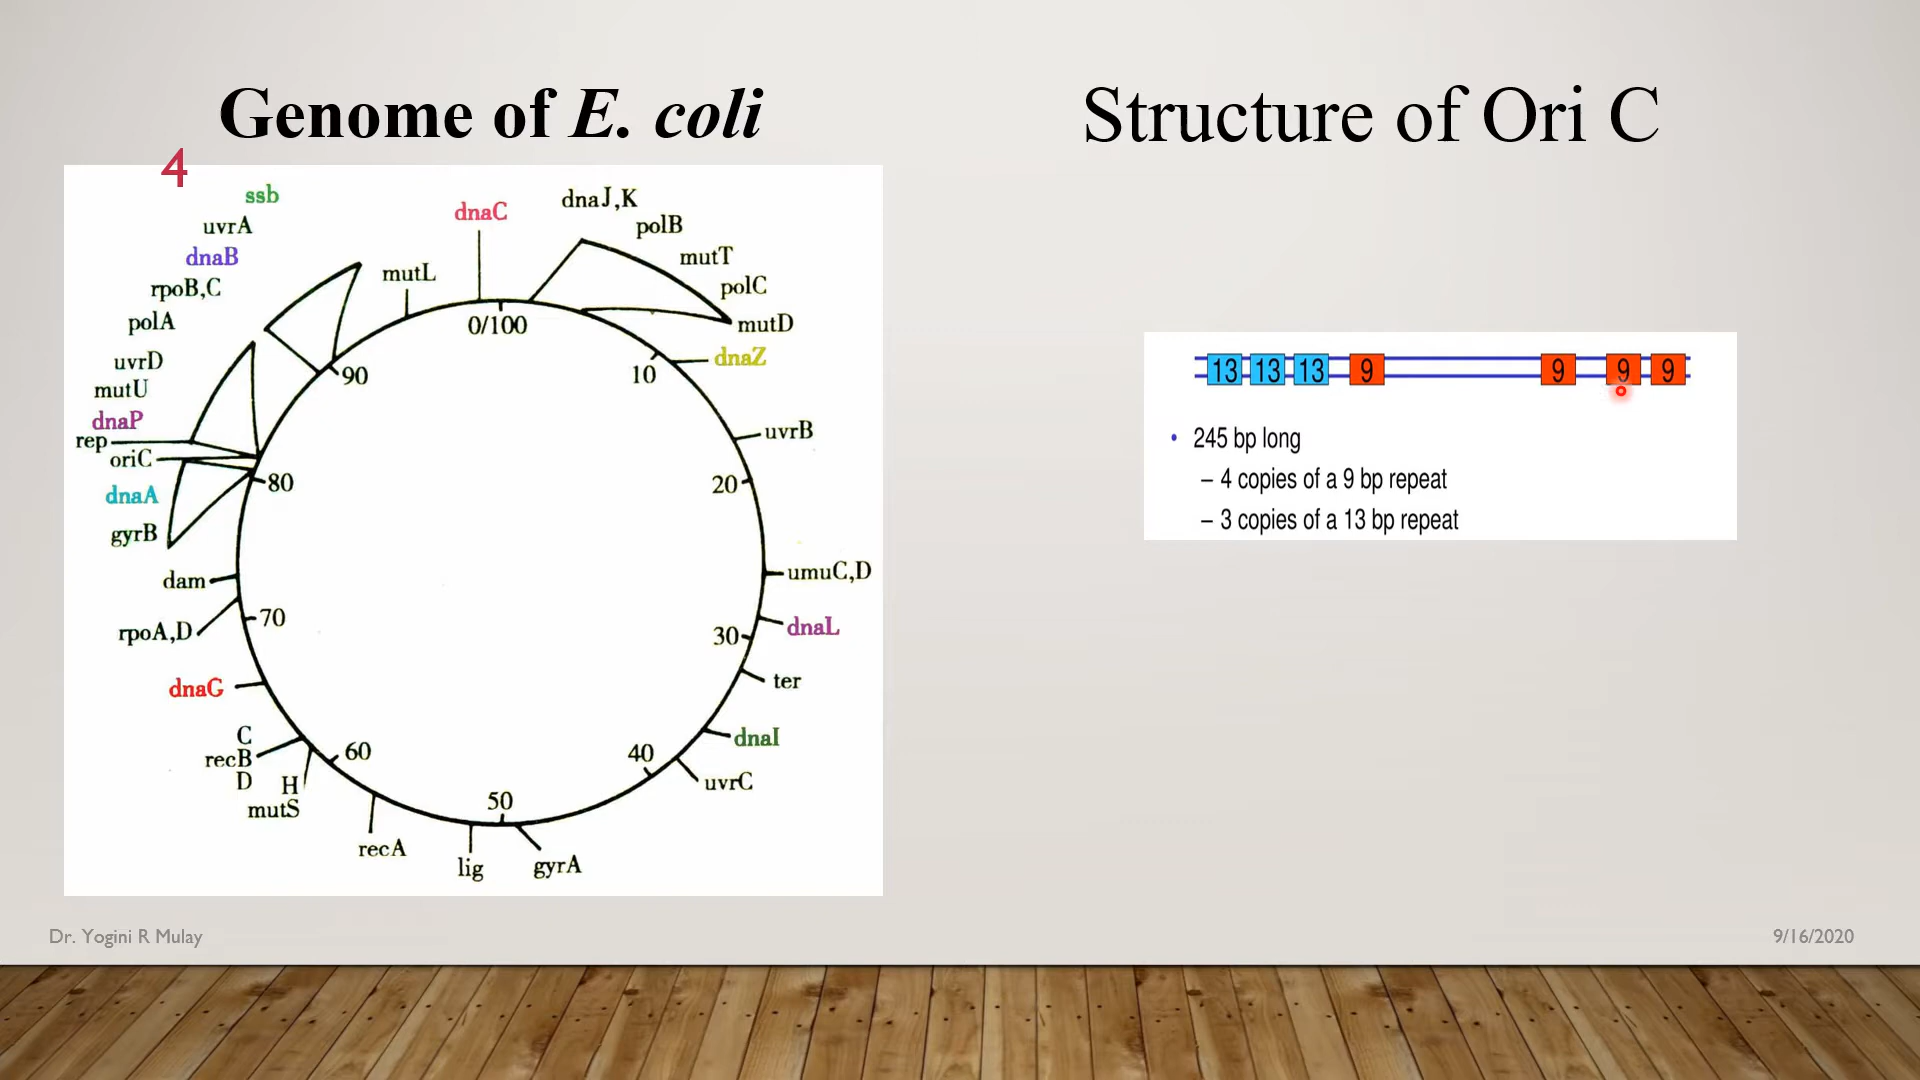 Genome of E. coli
Structure of Ori C
4
ssb
uvrA
dnaB
rpoB,C
polA
uvrD
mutU
dnaP
rep
oriC
dnaA
gyrB
dam
rpoA,D
dnaG
C
recB
D
H
mutS
recA
lig
gyrA
uvrC
dnaI
ter
dnaL
umuC,D
uvrB
dnaZ
mutD
polC
mutT
polB
dnaJ,K
dnaC
mutL
0/100
10
20
30
40
50
60
70
80
90
13 13 13 9 9 9 9
• 245 bp long
– 4 copies of a 9 bp repeat
– 3 copies of a 13 bp repeat
Dr. Yogini R Mulay
9/16/2020